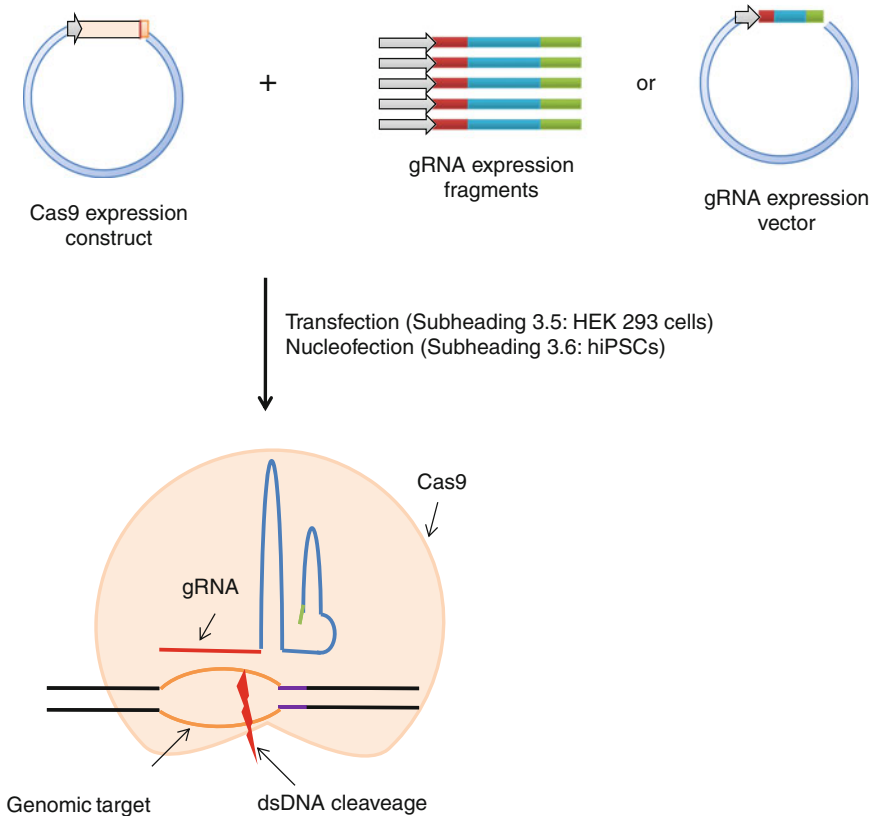 +
or
Cas9 expression
construct
gRNA expression
fragments
gRNA expression
vector
Transfection (Subheading 3.5: HEK 293 cells)
Nucleofection (Subheading 3.6: hiPSCs)
Cas9
gRNA
Genomic target
dsDNA cleaveage